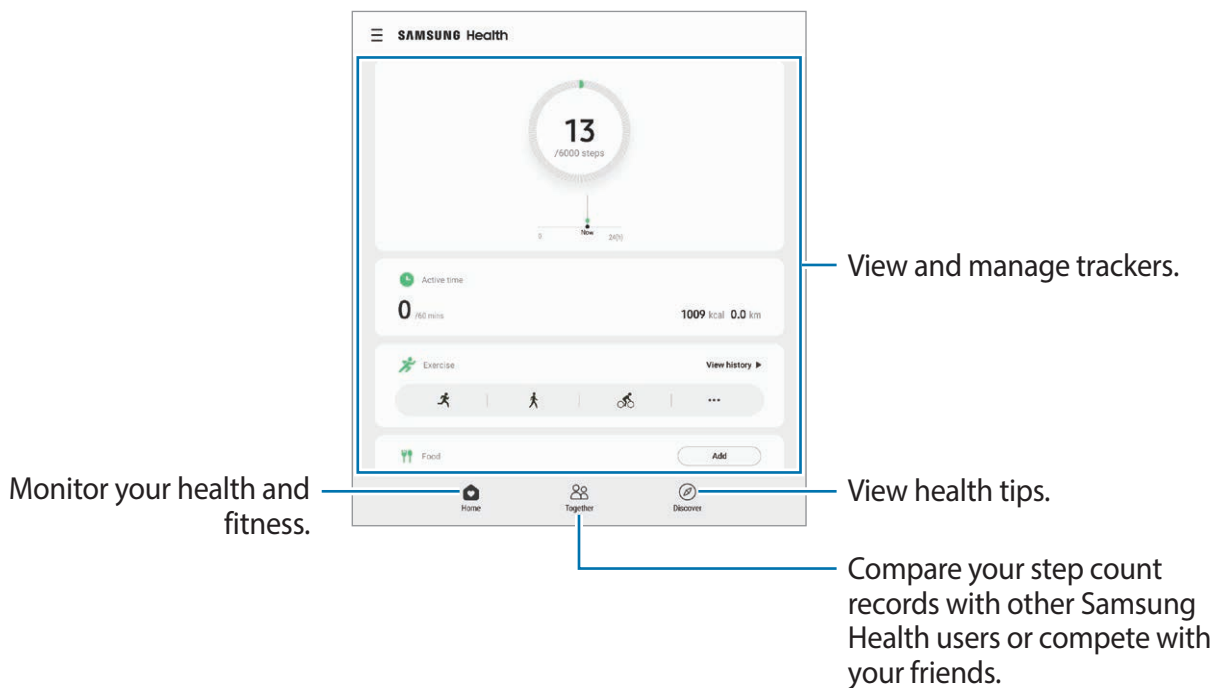 SAMSUNG Health
13
/6000 steps
Now
0
24(h)
View and manage trackers.
Active time
0 /60 mins
1009 kcal 0.0 km
Exercise
View history
Food
Add
Monitor your health and
fitness.
Home
Together
Discover
View health tips.
Compare your step count
records with other Samsung
Health users or compete with
your friends.